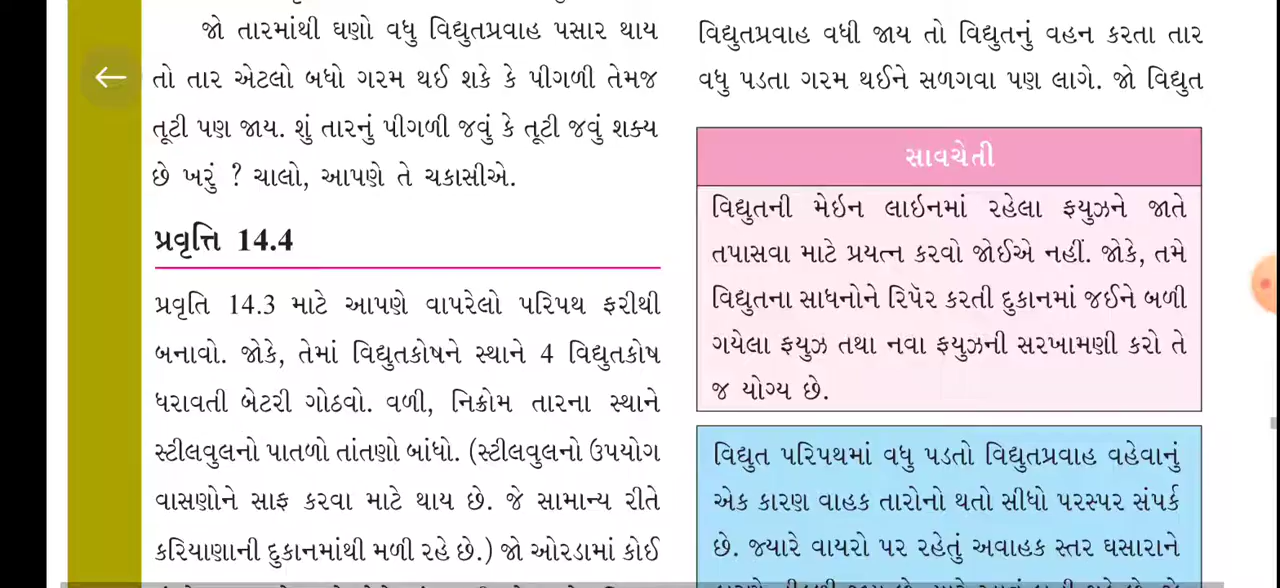 જો તારમાંથી ઘણો વધુ વિદ્યુતપ્રવાહ પસાર થાય
તો તાર એટલો બધો ગરમ થઈ શકે કે પીગળી તેમજ
તૂટી પણ જાય. શું તારનું પીગળી જવું કે તૂટી જવું શક્ય
છે ખરું ? ચાલો, આપણે તે ચકાસીએ.
પ્રવૃત્તિ 14.4
પ્રવૃતિ 14.3 માટે આપણે વાપરેલો પરિપથ ફરીથી
બનાવો. જોકે, તેમાં વિદ્યુતકોષને સ્થાને 4 વિદ્યુતકોષ
ધરાવતી બેટરી ગોઠવો. વળી, નિક્રોમ તારના સ્થાને
સ્ટીલવુલનો પાતળો તાંતણો બાંધો. (સ્ટીલવુલનો ઉપયોગ
વાસણોને સાફ કરવા માટે થાય છે. જે સામાન્ય રીતે
કરિયાણાની દુકાનમાંથી મળી રહે છે.) જો ઓરડામાં કોઈ
વિદ્યુતપ્રવાહ વધી જાય તો વિદ્યુતનું વહન કરતા તાર
વધુ પડતા ગરમ થઈને સળગવા પણ લાગે. જો વિદ્યુત
સાવચેતી
વિદ્યુતની મેઇન લાઇનમાં રહેલા ફયુઝને જાતે
તપાસવા માટે પ્રયત્ન કરવો જોઈએ નહીં. જોકે, તમે
વિદ્યુતના સાધનોને રિપૅર કરતી દુકાનમાં જઈને બળી
ગયેલા ફયુઝ તથા નવા ફયુઝની સરખામણી કરો તે
જ યોગ્ય છે.
વિદ્યુત પરિપથમાં વધુ પડતો વિદ્યુતપ્રવાહ વહેવાનું
એક કારણ વાહક તારોનો થતો સીધો પરસ્પર સંપર્ક
છે. જ્યારે વાયરો પર રહેતું અવાહક સ્તર ઘસારાને